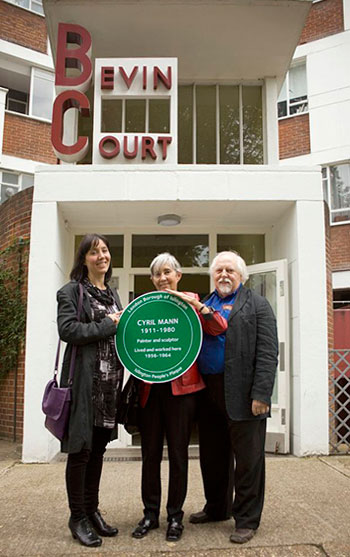 BEVIN
COURT
London Borough of Islington
CYRIL MANN
1911-1980
Painter and sculptor
Lived and worked here
1956-1964
Islington People's Plaque